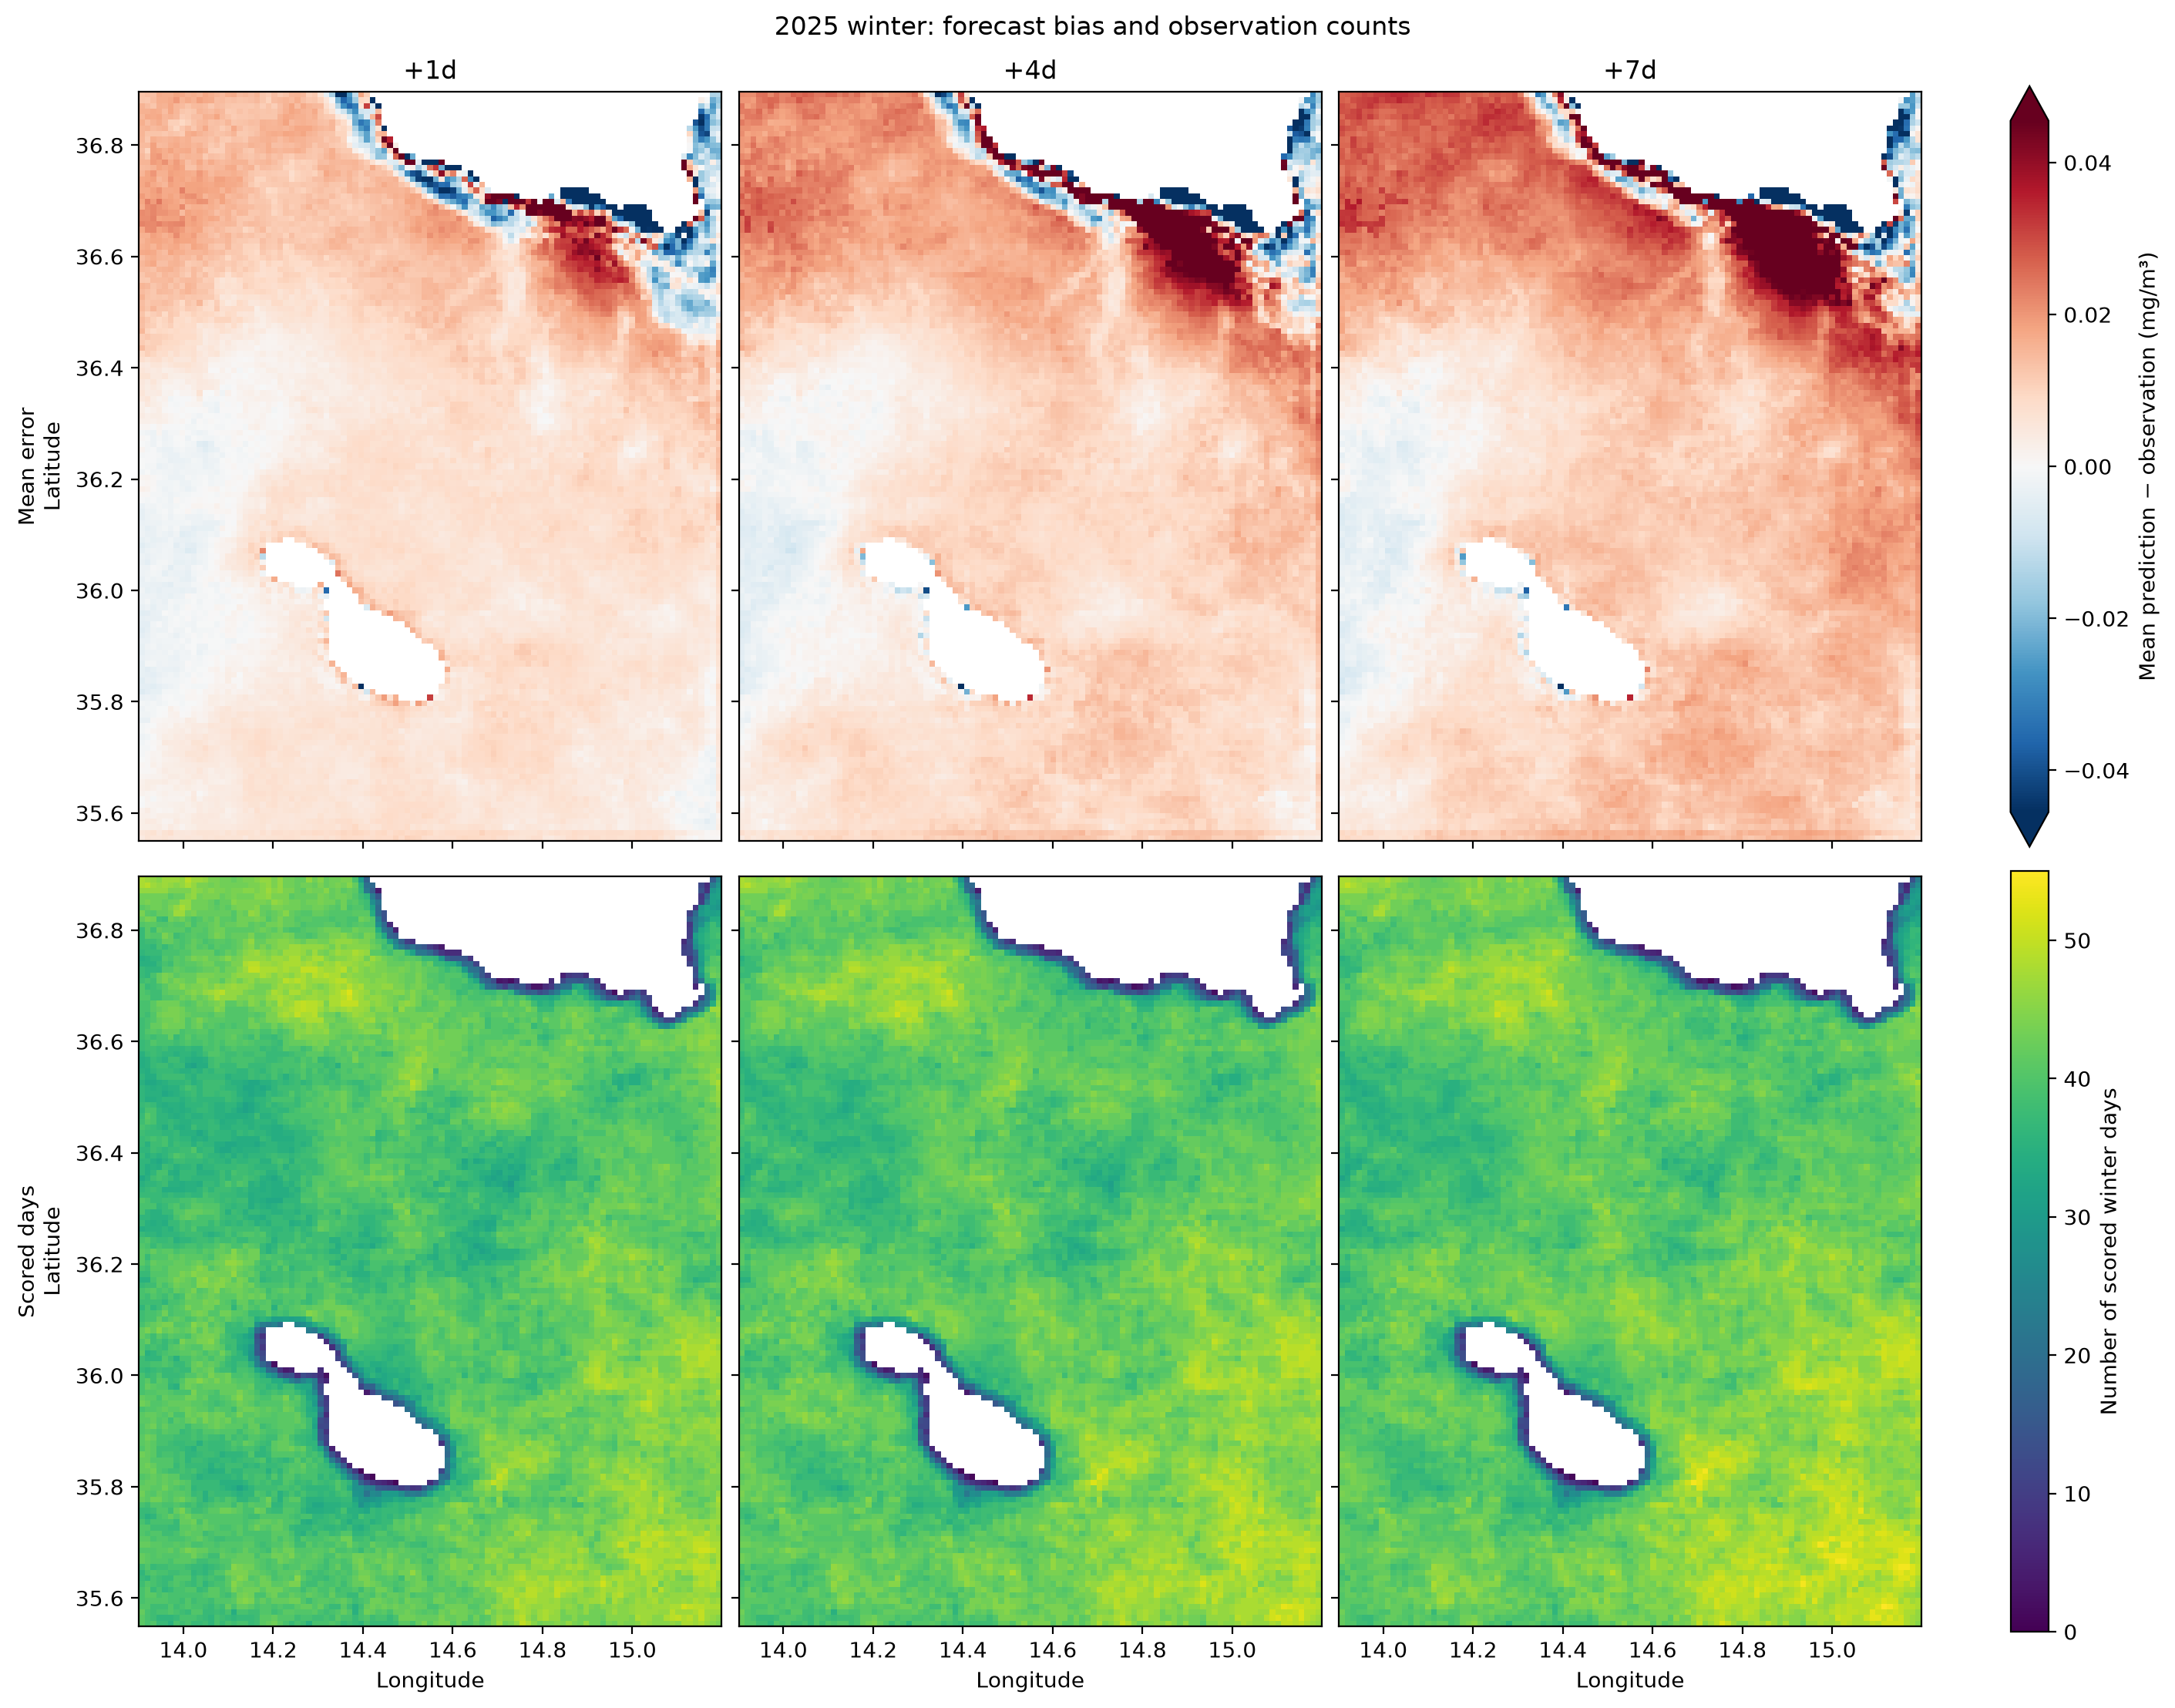 2025 winter: forecast bias and observation counts
+1d
+4d
+7d
Mean error
Latitude
36.8
36.6
36.4
36.2
36.0
35.8
35.6
0.04
0.02
0.00
−0.02
−0.04
Mean prediction − observation (mg/m³)
Scored days
Latitude
36.8
36.6
36.4
36.2
36.0
35.8
35.6
14.0 14.2 14.4 14.6 14.8 15.0
Longitude
14.0 14.2 14.4 14.6 14.8 15.0
Longitude
14.0 14.2 14.4 14.6 14.8 15.0
Longitude
50
40
30
20
10
0
Number of scored winter days